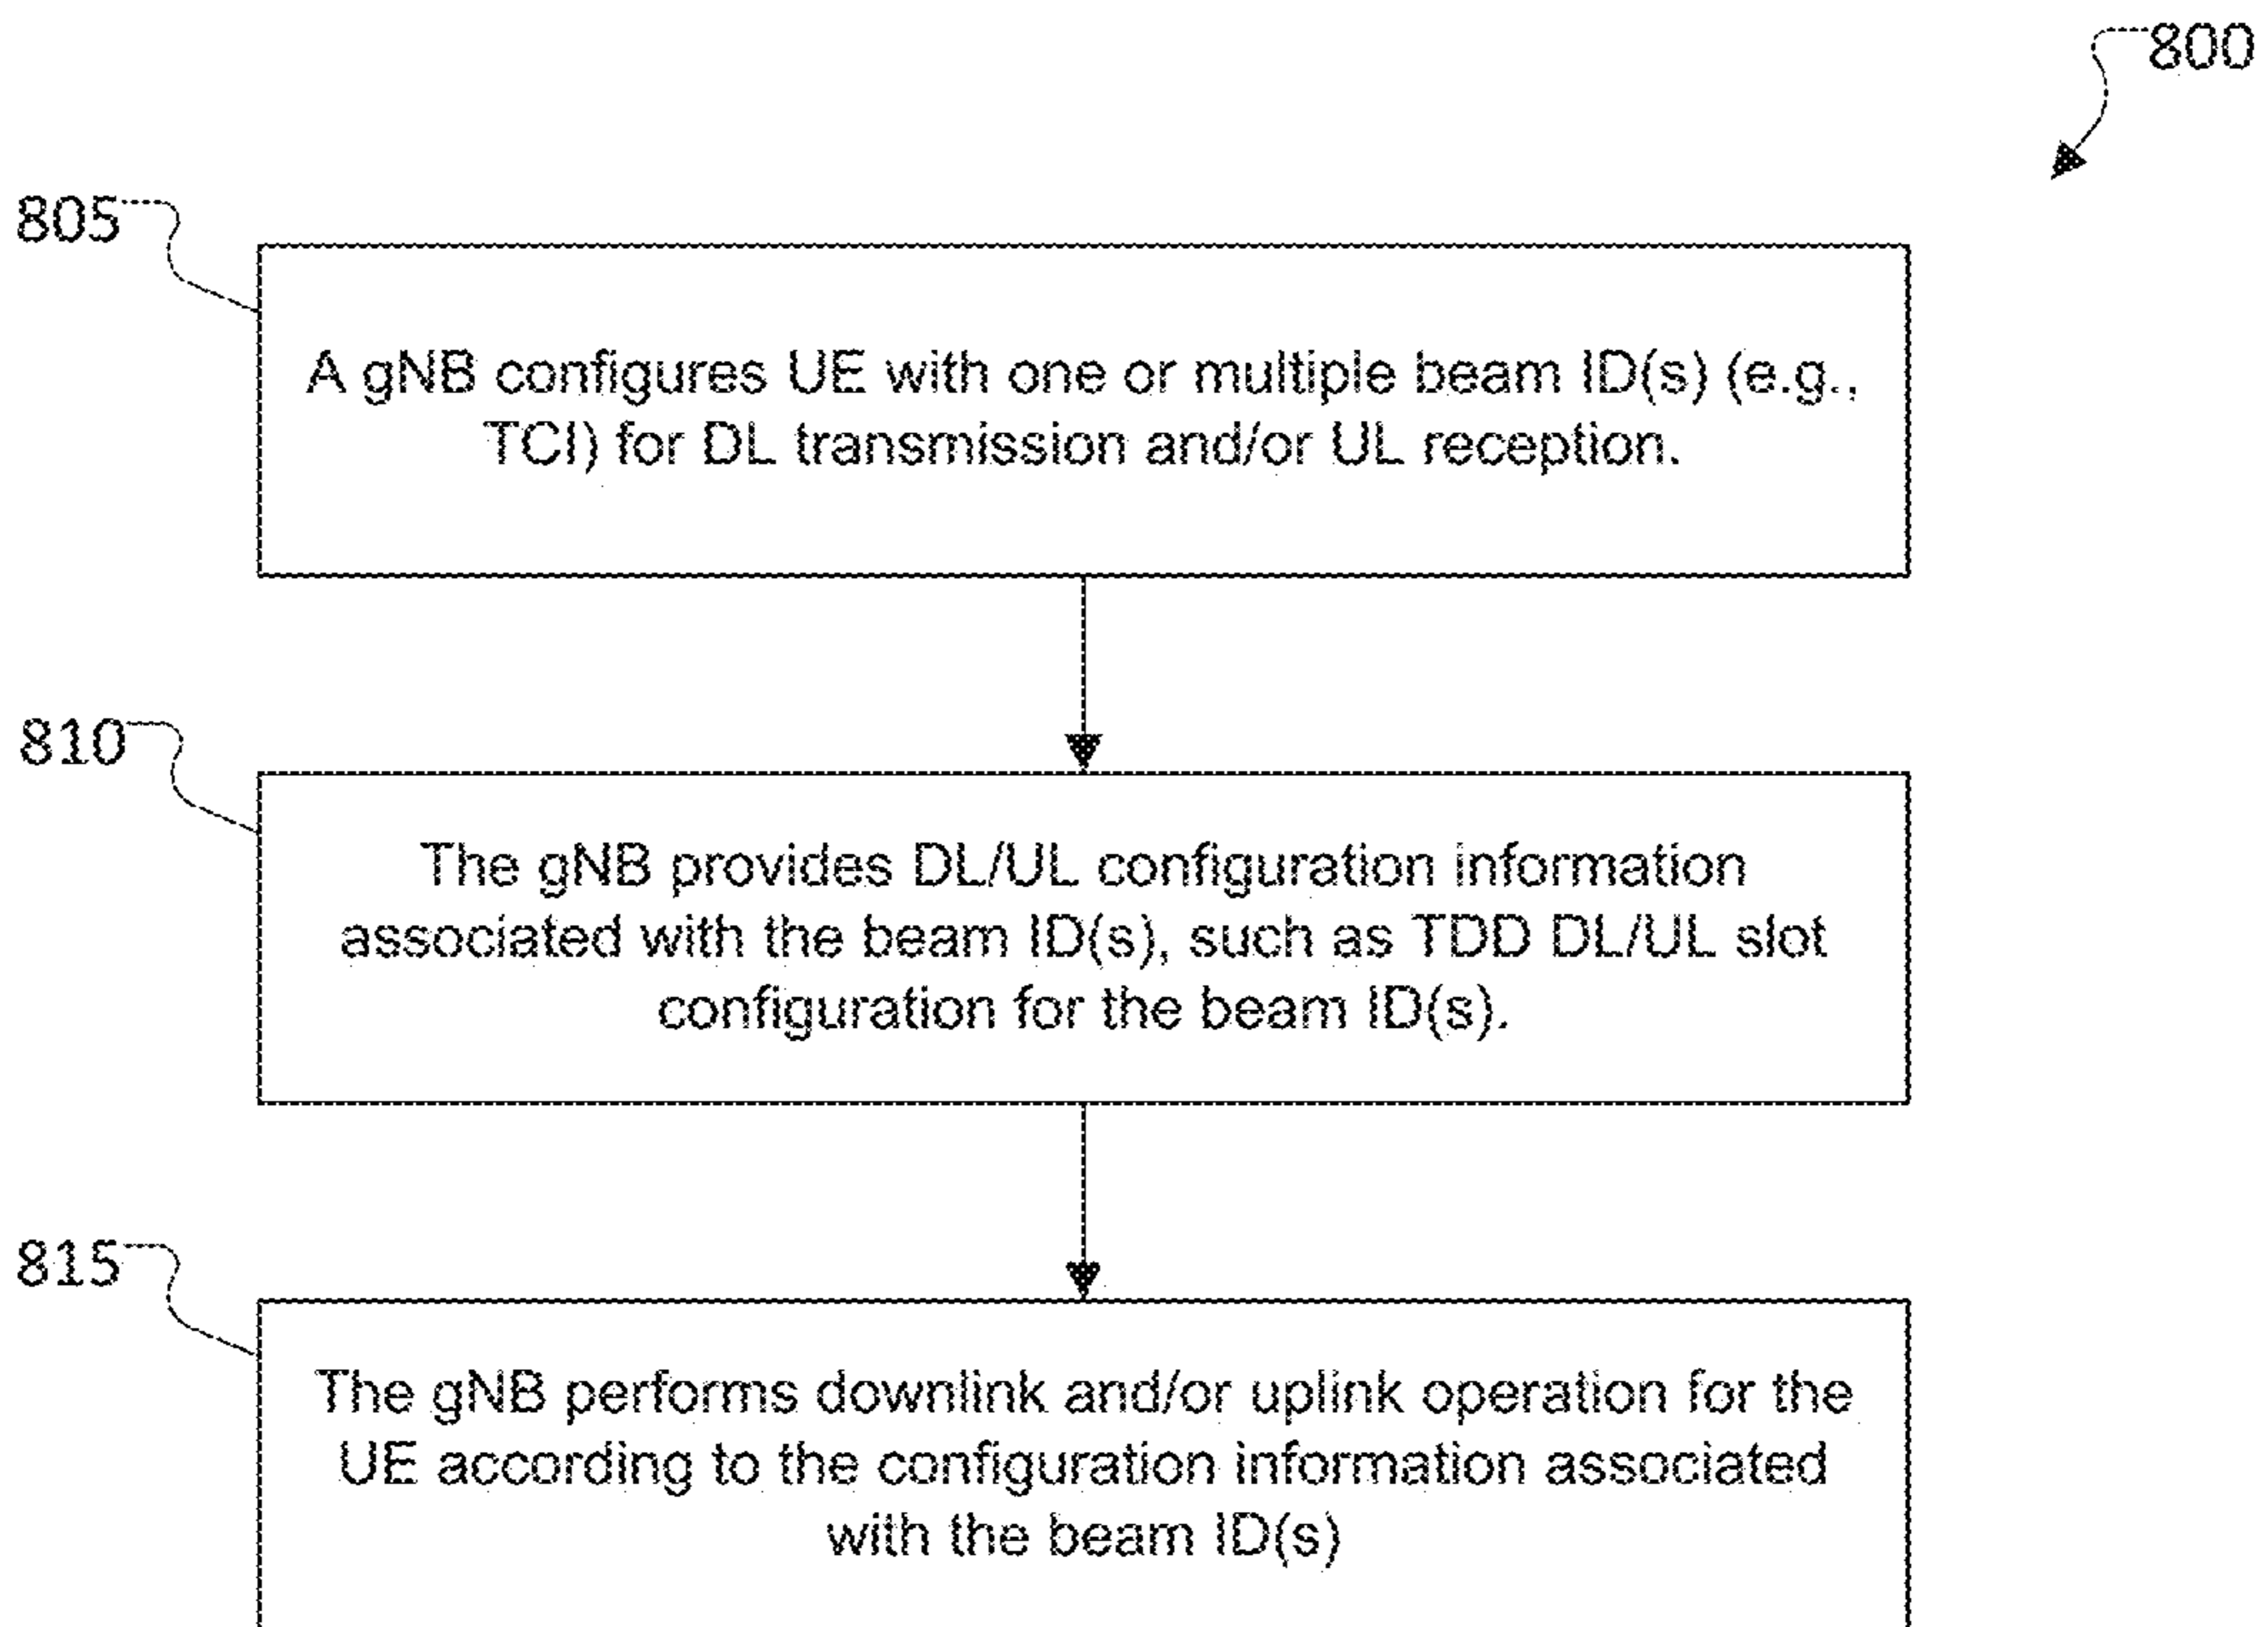 800
805
A gNB configures UE with one or multiple beam ID(s) (e.g.,
TCI) for DL transmission and/or UL reception.
810
The gNB provides DL/UL configuration information
associated with the beam ID(s), such as TDD DL/UL slot
configuration for the beam ID(s).
815
The gNB performs downlink and/or uplink operation for the
UE according to the configuration information associated
with the beam ID(s)